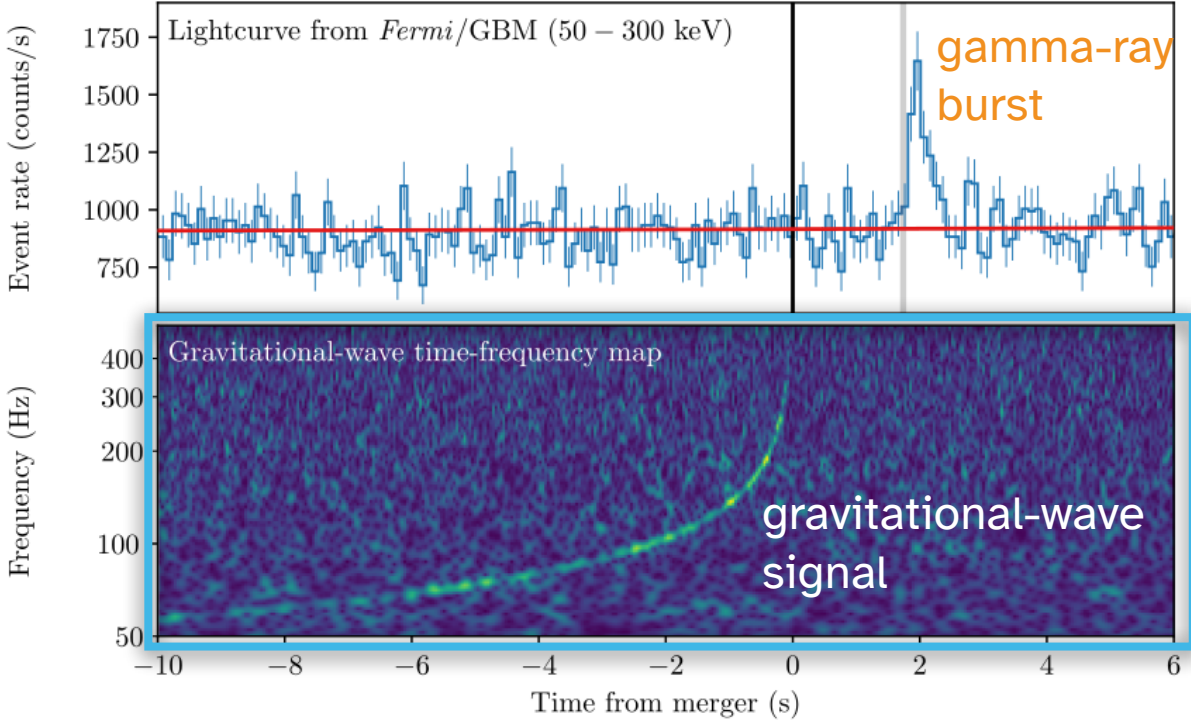 Lightcurve from Fermi/GBM (50 – 300 keV)
gamma-ray
burst
Event rate (counts/s)
1750
1500
1250
1000
750
Gravitational-wave time-frequency map
gravitational-wave
signal
Frequency (Hz)
400
300
200
100
50
−10 −8 −6 −4 −2 0 2 4 6
Time from merger (s)